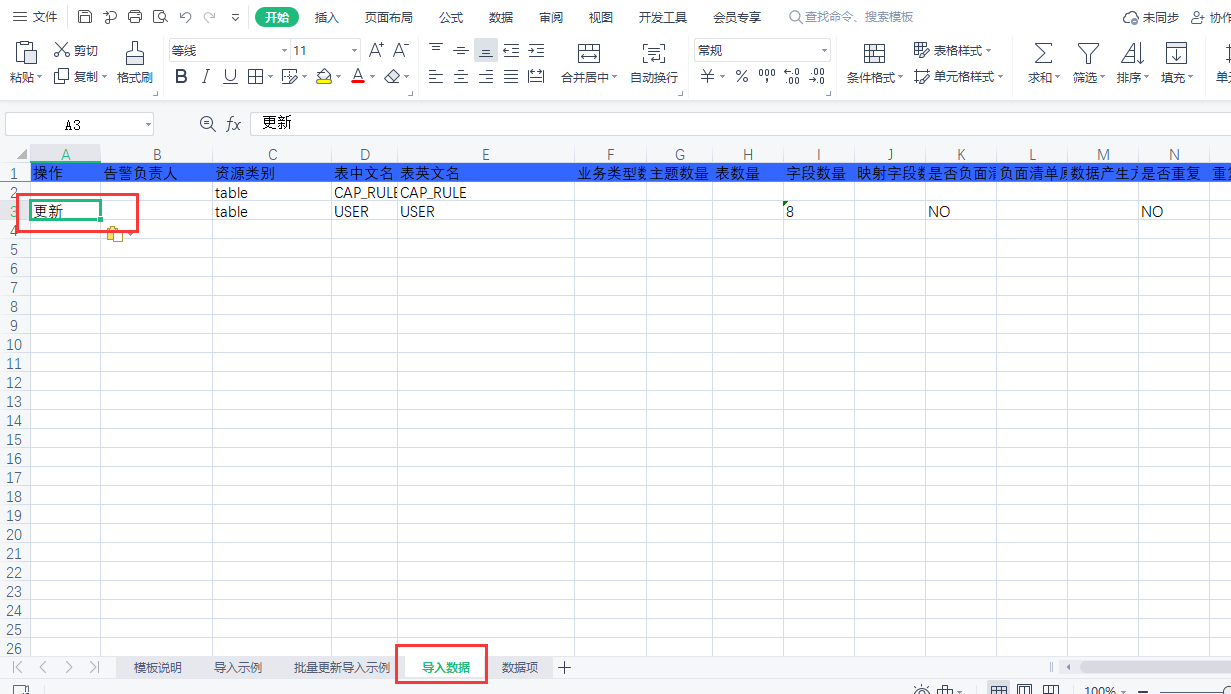 文件 开始 插入 页面布局 公式 数据 审阅 视图 开发工具 会员专享 查找命令、搜索模板 未同步 协作
剪切 等线 11 A+ A- 常规 表格样式
粘贴 复制 格式刷 B I U A 合并居中 自动换行 ¥ % 000 条件格式 单元格样式 求和 筛选 排序 填充 单元
A3 fx 更新
A B C D E F G H I J K L M N
1 操作 告警负责人 资源类别 表中文名 表英文名 业务类型数 主题数量 表数量 字段数量 映射字段数 是否负面清 负面清单原 数据产生方 是否重复 重复
2 table CAP_RULE CAP_RULE
3 更新 table USER USER 8 NO NO
4
5
6
7
8
9
10
11
12
13
14
15
16
17
18
19
20
21
22
23
24
25
26
模板说明 导入示例 批量更新导入示例 导入数据 数据项
100%